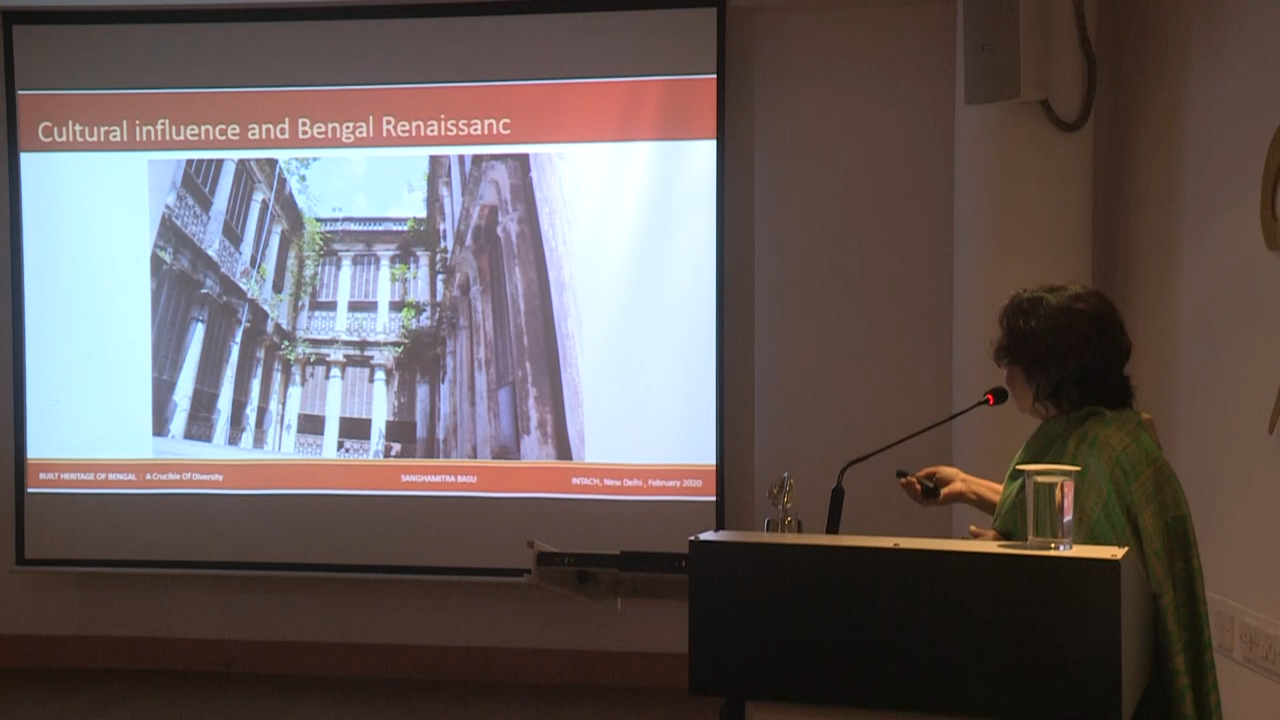 Cultural influence and Bengal Renaissanc
BUILT HERITAGE OF BENGAL : A Crucible Of Diversity
SANGHAMITRA BASU
INTACH, New Delhi , February 2020